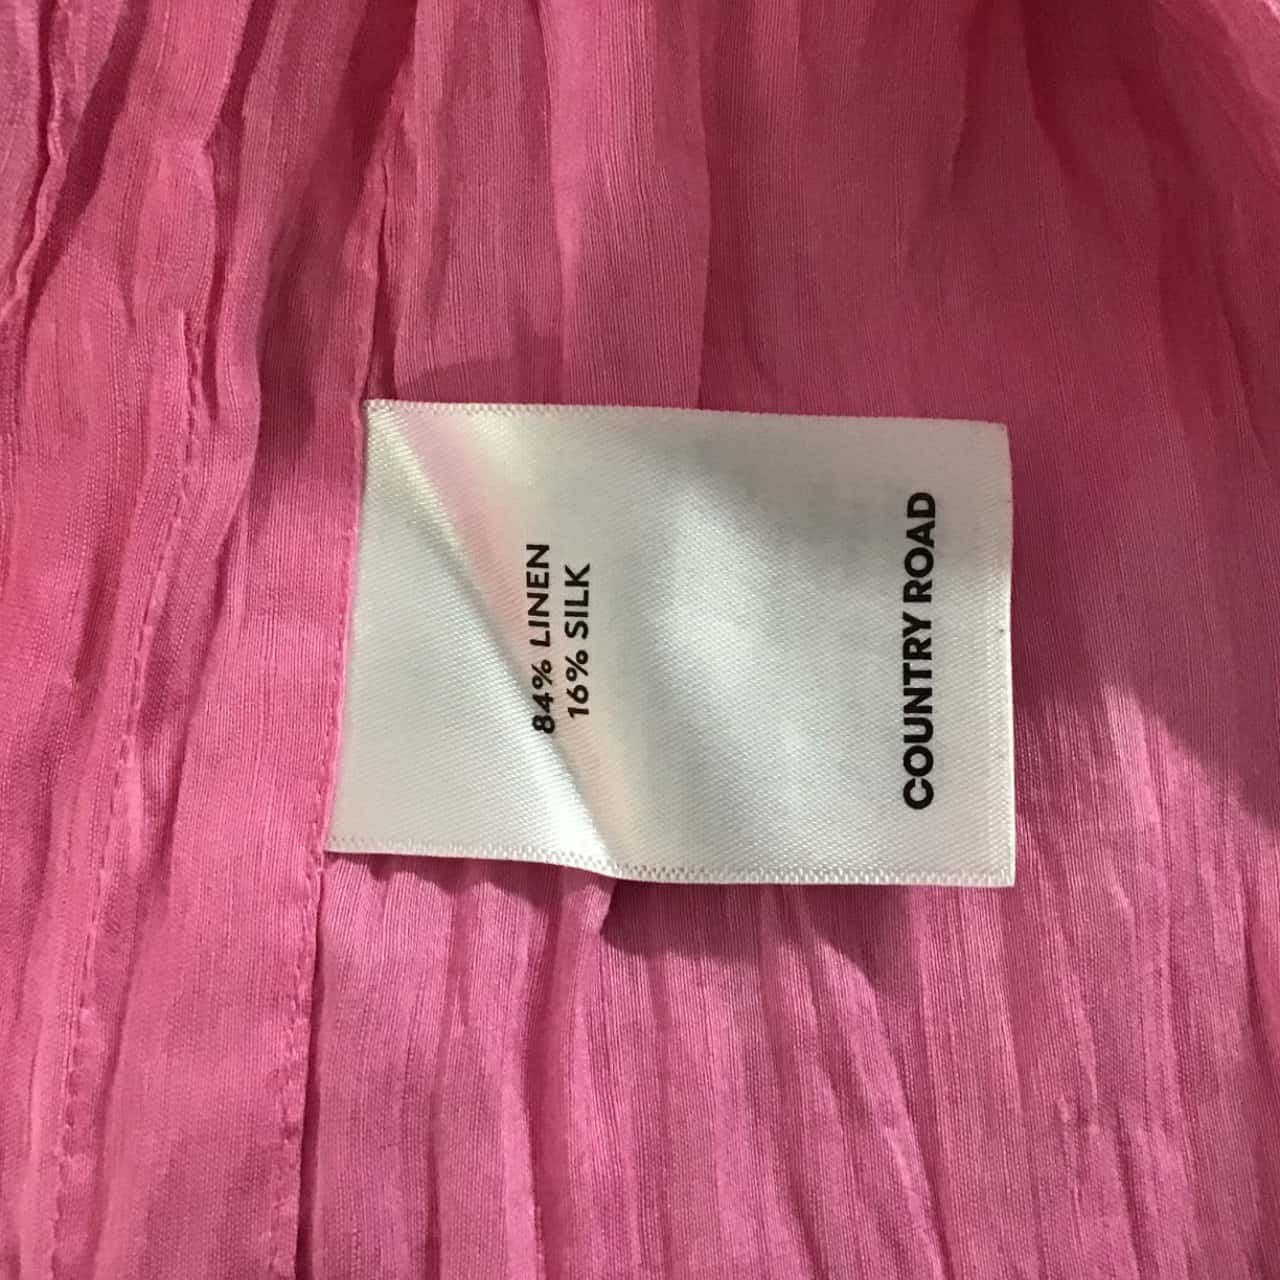 84% LINEN
16% SILK
COUNTRY ROAD